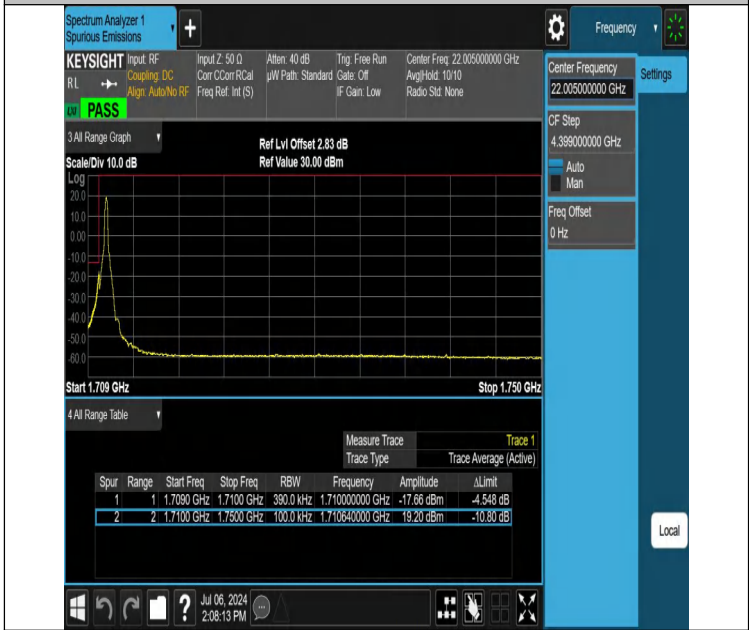 Spectrum Analyzer 1
Spurious Emissions
Frequency
KEYSIGHT
RL
PASS
Input: RF
Coupling: DC
Align: Auto/No RF
Input Z: 50 Ω
Corr CCorr RCal
Freq Ref: Int (S)
Atten: 40 dB
µW Path: Standard
Trig: Free Run
Gate: Off
IF Gain: Low
Center Freq: 22.005000000 GHz
Avg|Hold: 10/10
Radio Std: None
Center Frequency
22.005000000 GHz
Settings
CF Step
4.399000000 GHz
Auto
Man
Freq Offset
0 Hz
3 All Range Graph
Scale/Div 10.0 dB
Ref Lvl Offset 2.83 dB
Ref Value 30.00 dBm
Log
20.0
10.0
0.00
-10.0
-20.0
-30.0
-40.0
-50.0
-60.0
Start 1.709 GHz
Stop 1.750 GHz
4 All Range Table
Measure Trace Trace 1
Trace Type Trace Average (Active)
Spur Range Start Freq Stop Freq RBW Frequency Amplitude ΔLimit
1 1 1.7090 GHz 1.7100 GHz 390.0 kHz 1.710000000 GHz -17.66 dBm -4.548 dB
2 2 1.7100 GHz 1.7500 GHz 100.0 kHz 1.710640000 GHz 19.20 dBm -10.80 dB
Local
?
Jul 06, 2024
2:08:13 PM